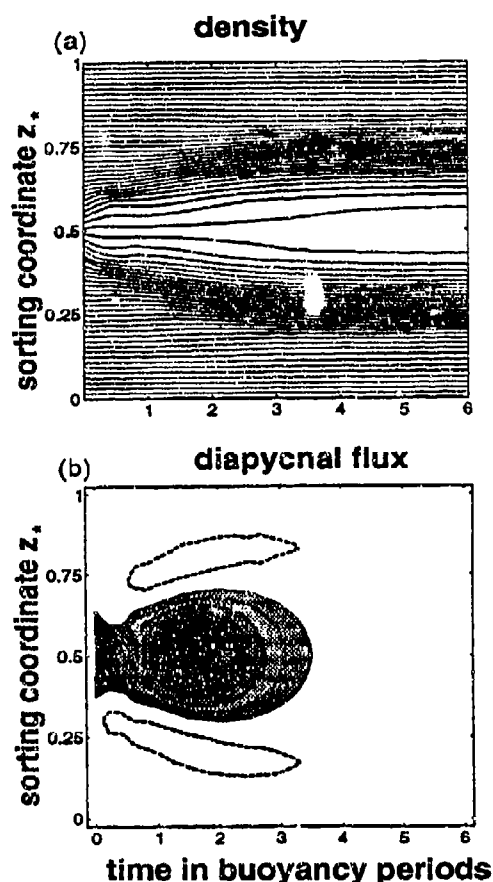 (a) density
1
0.75
0.5
0.25
0
sorting coordinate z*
1 2 3 4 5 6
(b) diapycnal flux
1
0.75
0.5
0.25
0
sorting coordinate z*
0 1 2 3 4 5 6
time in buoyancy periods